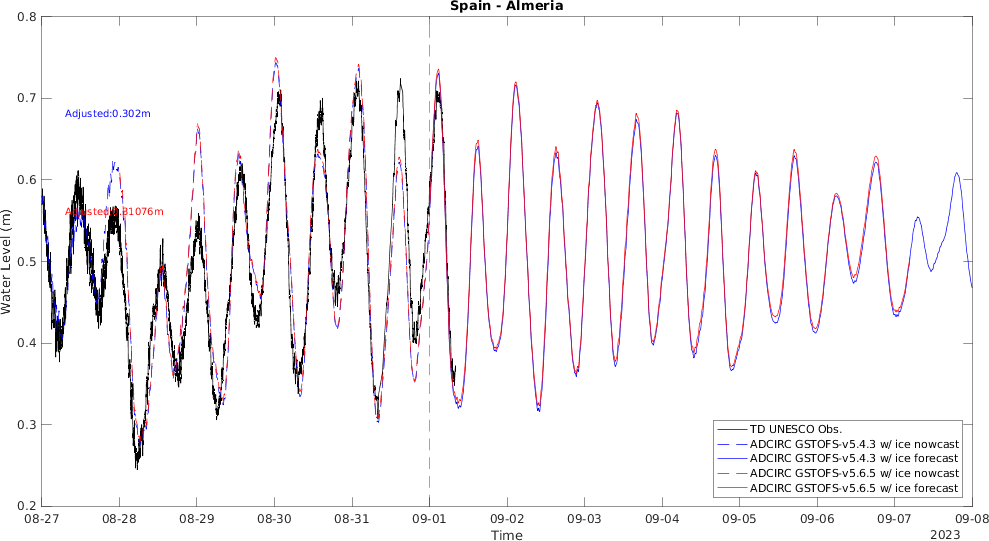 Spain - Almeria
0.8
0.7
0.6
0.5
0.4
0.3
0.2
Water Level (m)
Adjusted:0.302m
Adjusted:0.31076m
TD UNESCO Obs.
ADCIRC GSTOFS-v5.4.3 w/ ice nowcast
ADCIRC GSTOFS-v5.4.3 w/ ice forecast
ADCIRC GSTOFS-v5.6.5 w/ ice nowcast
ADCIRC GSTOFS-v5.6.5 w/ ice forecast
08-27 08-28 08-29 08-30 08-31 09-01 09-02 09-03 09-04 09-05 09-06 09-07 09-08
Time
2023